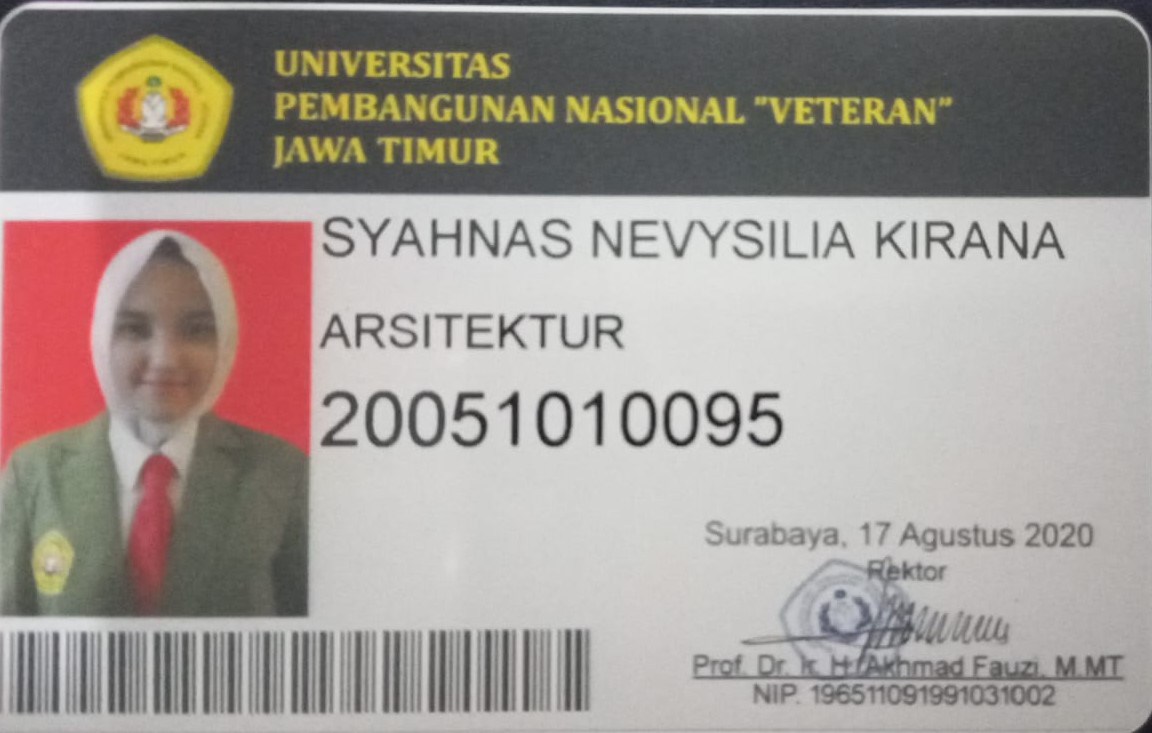 UNIVERSITAS
PEMBANGUNAN NASIONAL "VETERAN"
JAWA TIMUR
SYAHNAS NEVYSILIA KIRANA
ARSITEKTUR
20051010095
Surabaya, 17 Agustus 2020
Rektor
Prof. Dr. Ir. H. Akhmad Fauzi, M.MT
NIP. 196511091991031002